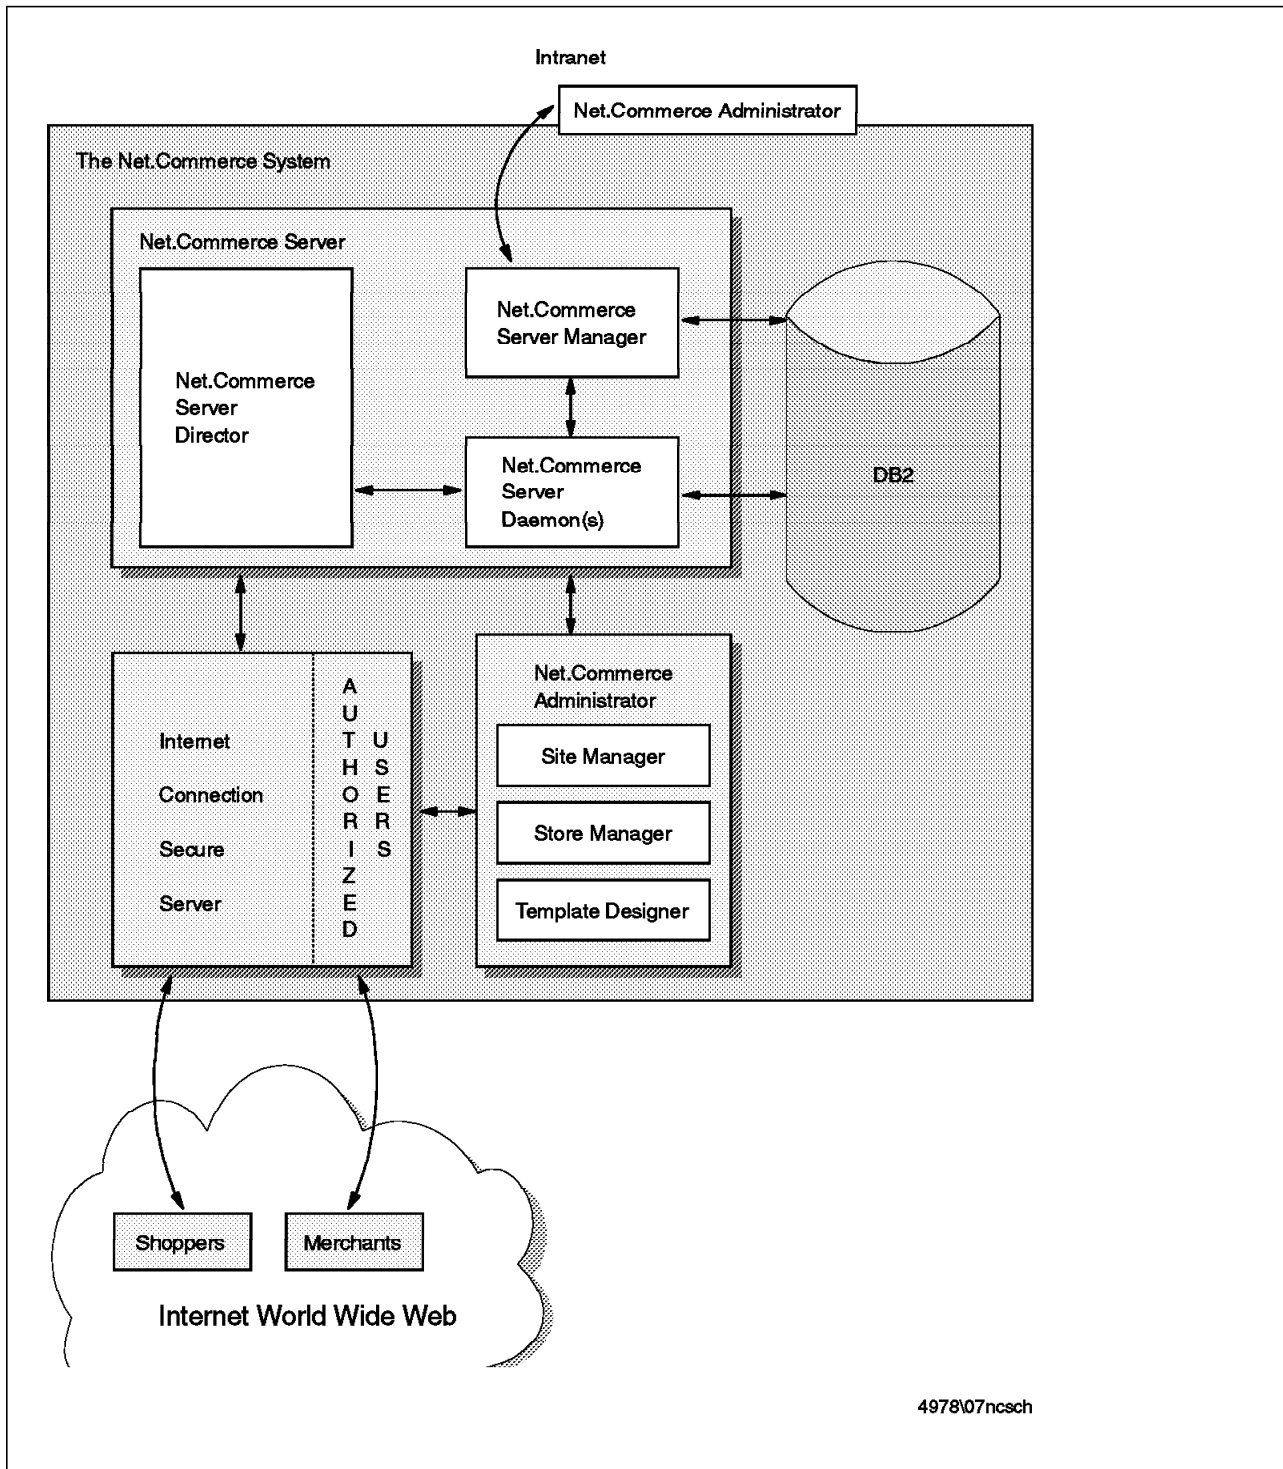 Intranet
Net.Commerce Administrator
The Net.Commerce System
Net.Commerce Server
Net.Commerce
Server Manager
Net.Commerce
Server
Director
Net.Commerce
Server
Daemon(s)
DB2
Internet
Connection
Secure
Server
AUTHORIZED
USERS
Net.Commerce
Administrator
Site Manager
Store Manager
Template Designer
Shoppers
Merchants
Internet World Wide Web
4978\07ncsch